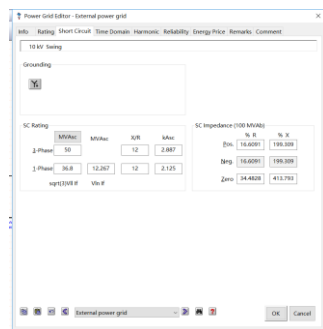 Power Grid Editor - External power grid
Info Rating Short Circuit Time Domain Harmonic Reliability Energy Price Remarks Comment
10 kV Swing
Grounding
SC Rating
MVAsc MVAsc X/R kAsc
3-Phase 50 12 2.887
1-Phase 36.8 12.267 12 2.125
sqrt(3)Vll If Vln If
SC Impedance (100 MVAb)
% R % X
Pos. 16.6091 199.309
Neg. 16.6091 199.309
Zero 34.4828 413.793
External power grid
OK Cancel